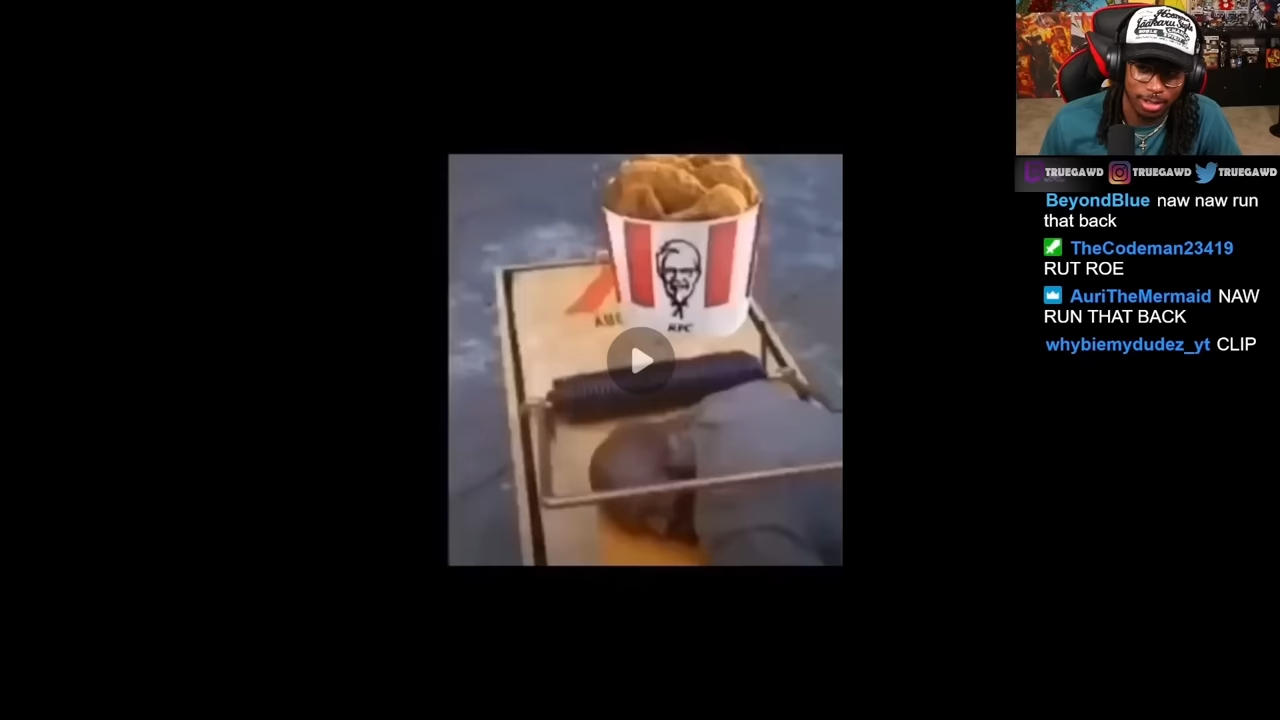 KFC
TRUEGAWD TRUEGAWD TRUEGAWD
BeyondBlue naw naw run
that back
TheCodeman23419
RUT ROE
AuriTheMermaid NAW
RUN THAT BACK
whybiemydudez_yt CLIP